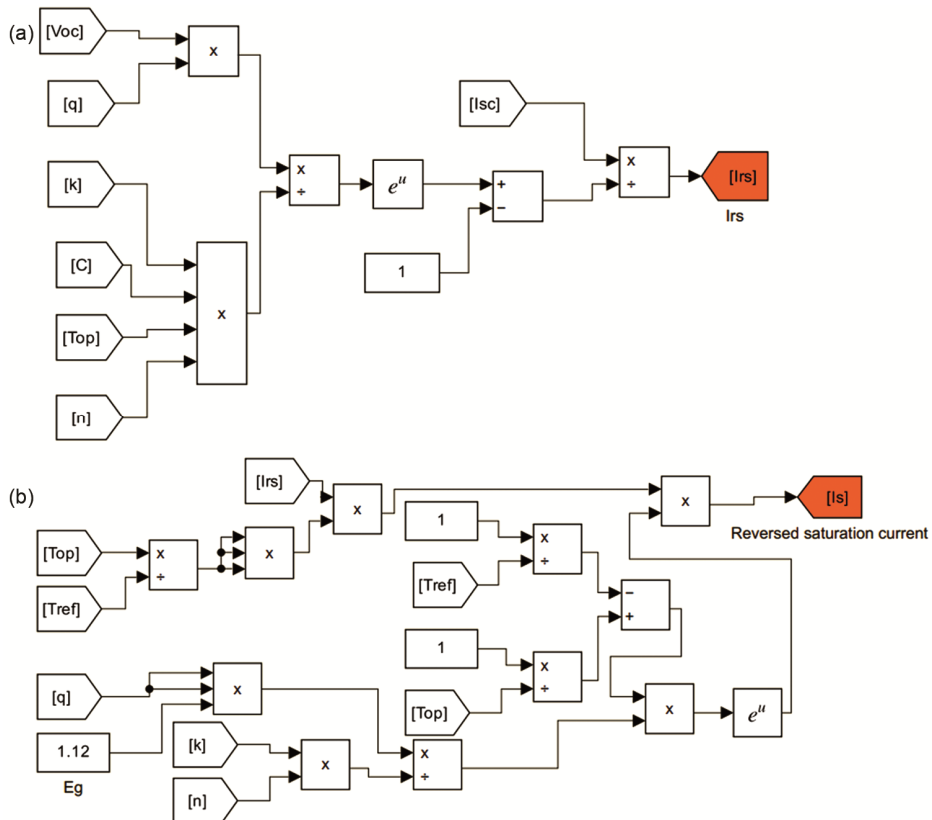 (a)
[Voc]
[q]
x
[k]
[C]
[Top]
[n]
x
x
÷
e^u
1
+
−
[Isc]
x
÷
[Irs]
Irs
(b)
[Irs]
x
[Top]
[Tref]
x
÷
x
1
[Tref]
x
÷
1
[Top]
x
÷
−
+
x
[Is]
Reversed saturation current
[q]
1.12
Eg
x
[k]
[n]
x
x
÷
x
e^u